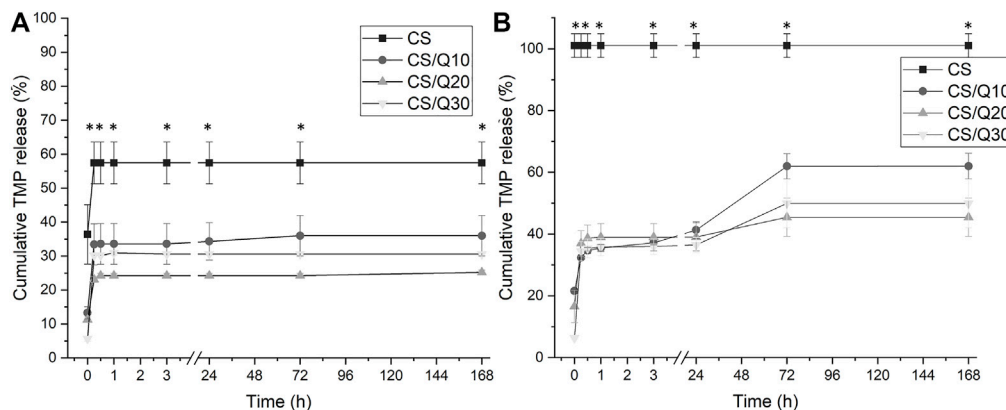 A
CS
CS/Q10
CS/Q20
CS/Q30
* * * * * * *
Cumulative TMP release (%)
100
90
80
70
60
50
40
30
20
10
0
0 1 2 3 24 48 72 96 120 144 168
Time (h)
B
* * * * * * *
CS
CS/Q10
CS/Q20
CS/Q30
Cumulative TMP release (%)
100
80
60
40
20
0
0 1 2 3 24 48 72 96 120 144 168
Time (h)